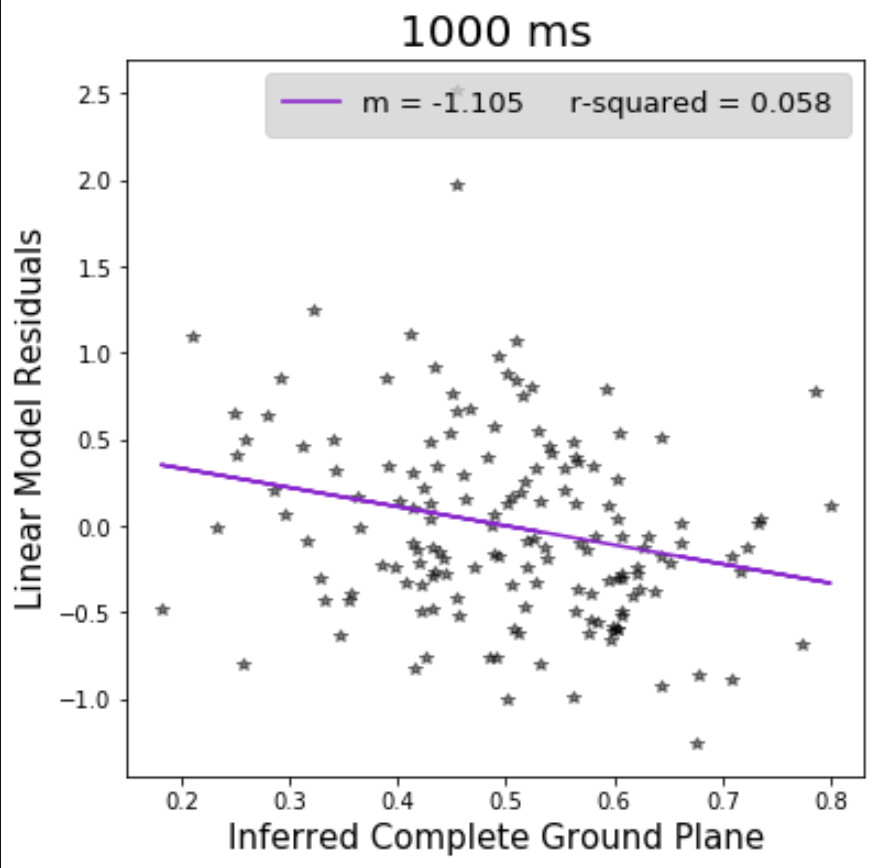 1000 ms
m = -1.105 r-squared = 0.058
2.5
2.0
1.5
1.0
0.5
0.0
−0.5
−1.0
Linear Model Residuals
0.2 0.3 0.4 0.5 0.6 0.7 0.8
Inferred Complete Ground Plane